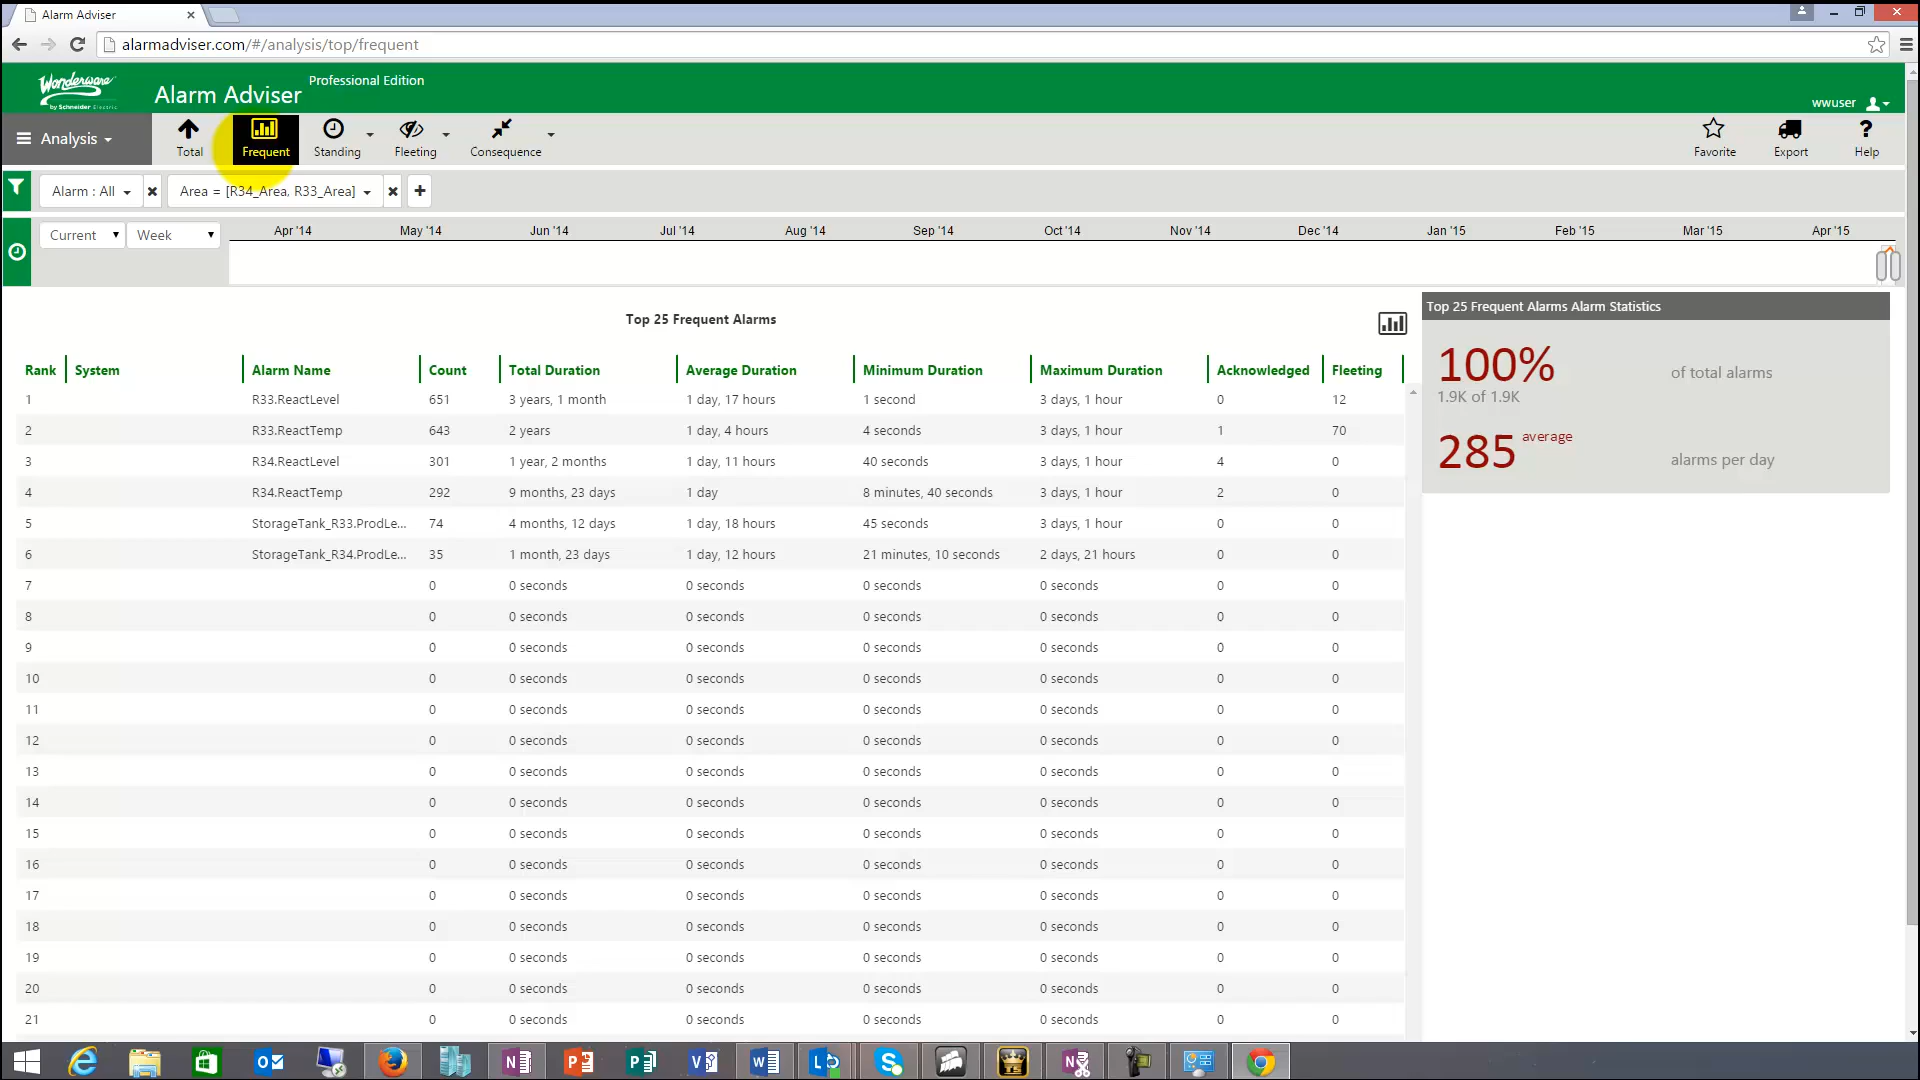 Alarm Adviser
alarmadviser.com/#/analysis/top/frequent
Wonderware
by Schneider Electric
Alarm Adviser Professional Edition
wwuser
Analysis
Total Frequent Standing Fleeting Consequence Favorite Export Help
Alarm : All Area = [R34_Area, R33_Area]
Current Week Apr '14 May '14 Jun '14 Jul '14 Aug '14 Sep '14 Oct '14 Nov '14 Dec '14 Jan '15 Feb '15 Mar '15 Apr '15
Top 25 Frequent Alarms
Rank System Alarm Name Count Total Duration Average Duration Minimum Duration Maximum Duration Acknowledged Fleeting
1 R33.ReactLevel 651 3 years, 1 month 1 day, 17 hours 1 second 3 days, 1 hour 0 12
2 R33.ReactTemp 643 2 years 1 day, 4 hours 4 seconds 3 days, 1 hour 1 70
3 R34.ReactLevel 301 1 year, 2 months 1 day, 11 hours 40 seconds 3 days, 1 hour 4 0
4 R34.ReactTemp 292 9 months, 23 days 1 day 8 minutes, 40 seconds 3 days, 1 hour 2 0
5 StorageTank_R33.ProdLe... 74 4 months, 12 days 1 day, 18 hours 45 seconds 3 days, 1 hour 0 0
6 StorageTank_R34.ProdLe... 35 1 month, 23 days 1 day, 12 hours 21 minutes, 10 seconds 2 days, 21 hours 0 0
7 0 0 seconds 0 seconds 0 seconds 0 seconds 0 0
8 0 0 seconds 0 seconds 0 seconds 0 seconds 0 0
9 0 0 seconds 0 seconds 0 seconds 0 seconds 0 0
10 0 0 seconds 0 seconds 0 seconds 0 seconds 0 0
11 0 0 seconds 0 seconds 0 seconds 0 seconds 0 0
12 0 0 seconds 0 seconds 0 seconds 0 seconds 0 0
13 0 0 seconds 0 seconds 0 seconds 0 seconds 0 0
14 0 0 seconds 0 seconds 0 seconds 0 seconds 0 0
15 0 0 seconds 0 seconds 0 seconds 0 seconds 0 0
16 0 0 seconds 0 seconds 0 seconds 0 seconds 0 0
17 0 0 seconds 0 seconds 0 seconds 0 seconds 0 0
18 0 0 seconds 0 seconds 0 seconds 0 seconds 0 0
19 0 0 seconds 0 seconds 0 seconds 0 seconds 0 0
20 0 0 seconds 0 seconds 0 seconds 0 seconds 0 0
21 0 0 seconds 0 seconds 0 seconds 0 seconds 0 0
Top 25 Frequent Alarms Alarm Statistics
100% of total alarms
1.9K of 1.9K
285 average alarms per day